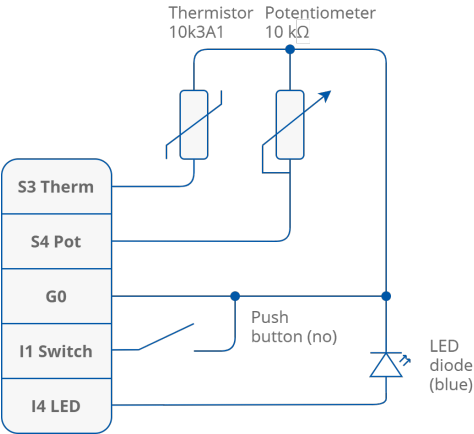 Thermistor
10k3A1
Potentiometer
10 kΩ
S3 Therm
S4 Pot
G0
I1 Switch
I4 LED
Push
button (no)
LED
diode
(blue)